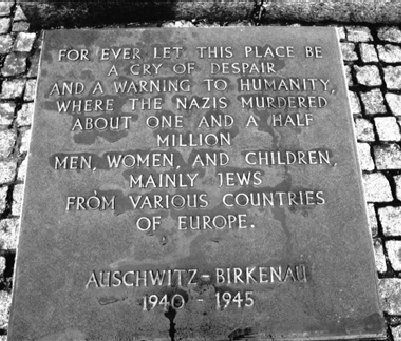 FOR EVER LET THIS PLACE BE
A CRY OF DESPAIR
AND A WARNING TO HUMANITY,
WHERE THE NAZIS MURDERED
ABOUT ONE AND A HALF
MILLION
MEN, WOMEN, AND CHILDREN,
MAINLY JEWS
FROM VARIOUS COUNTRIES
OF EUROPE.
AUSCHWITZ - BIRKENAU
1940 - 1945